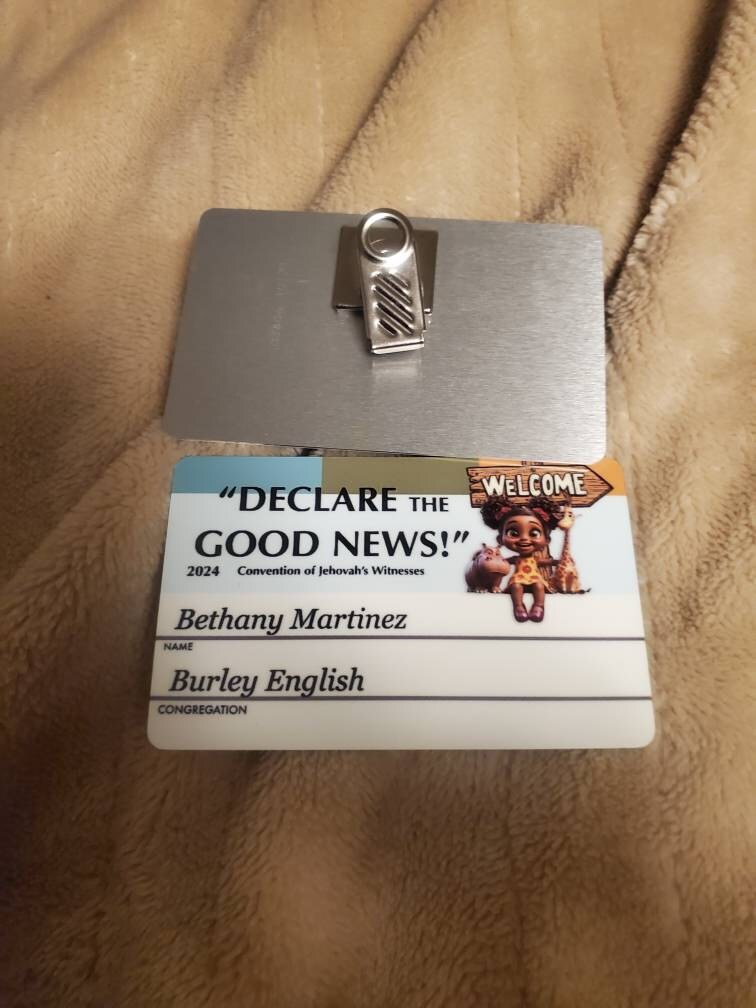 WELCOME
"DECLARE THE
GOOD NEWS!"
2024 Convention of Jehovah's Witnesses
Bethany Martinez
NAME
Burley English
CONGREGATION